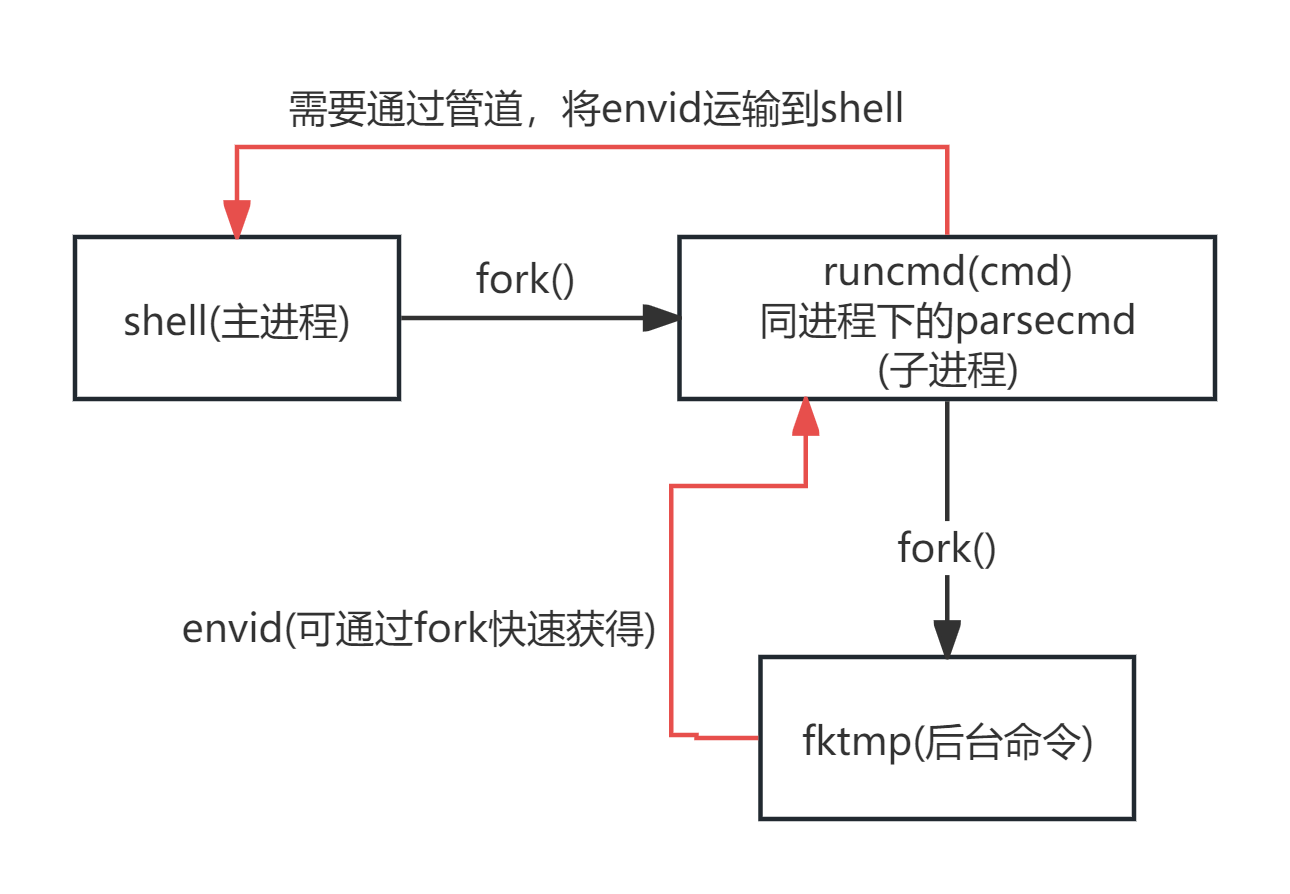 需要通过管道，将envid运输到shell
shell(主进程)
fork()
runcmd(cmd)
同进程下的parsecmd
(子进程)
fork()
envid(可通过fork快速获得)
fktmp(后台命令)